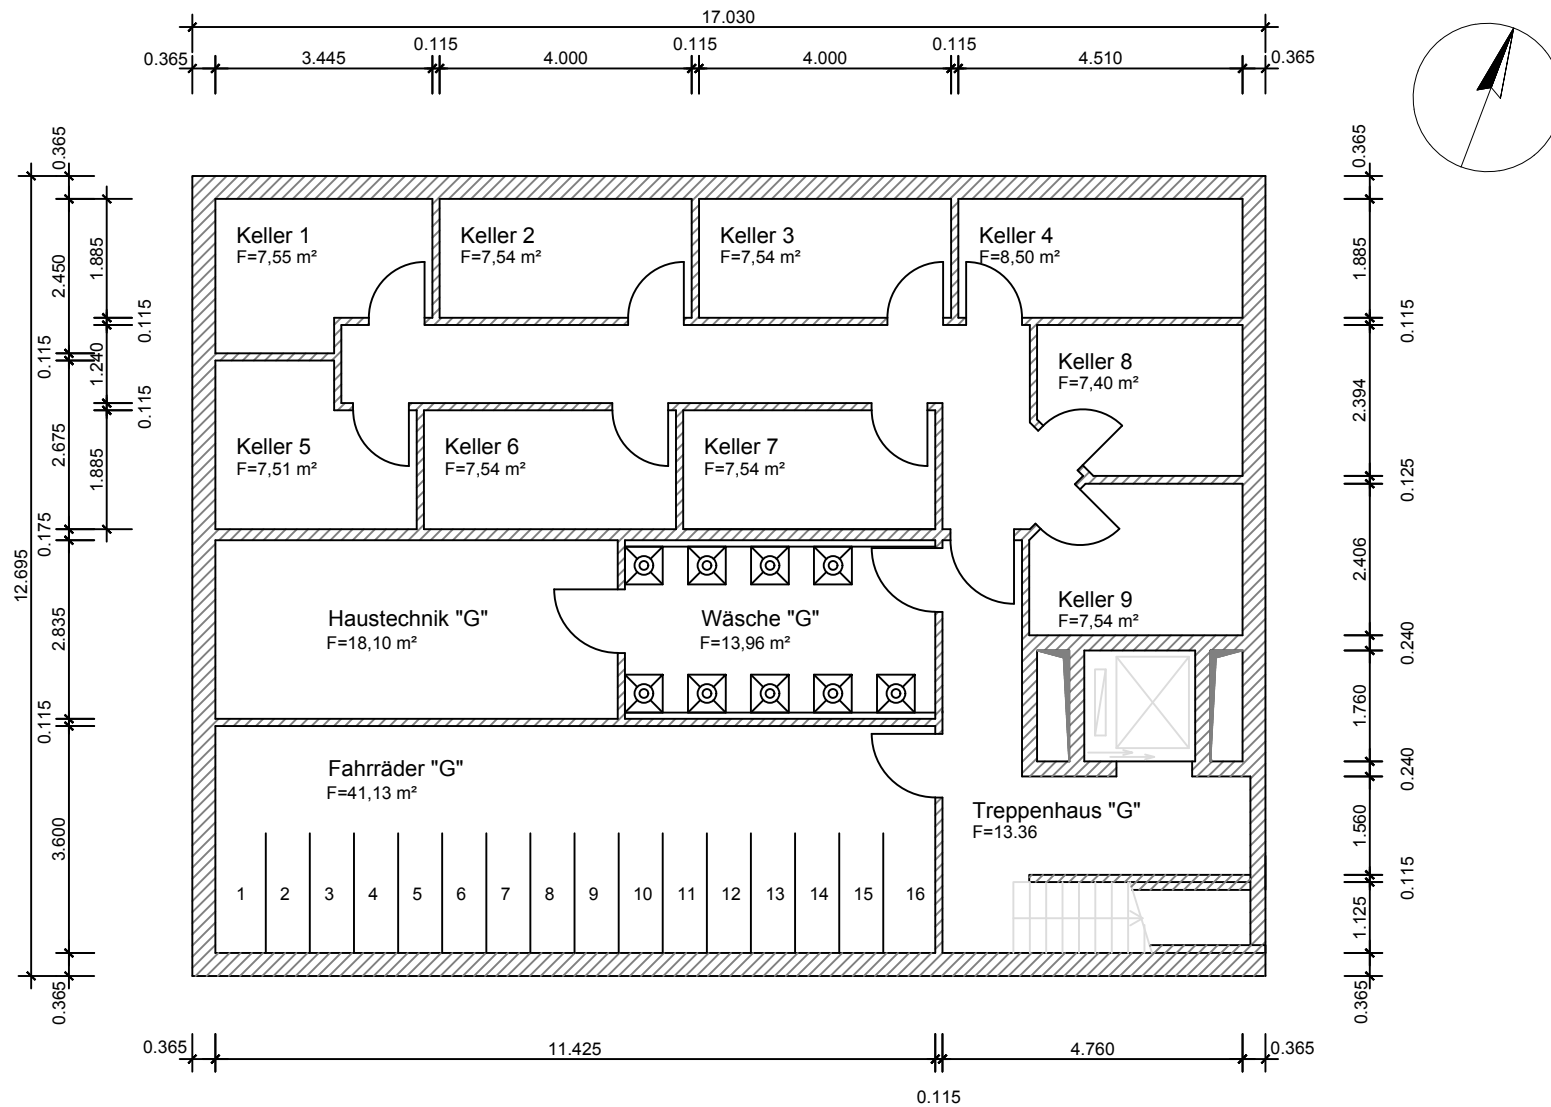 17.030
0.115 0.115 0.115
0.365 3.445 4.000 4.000 4.510 0.365
0.365
2.450
0.115
2.675
0.175
2.835
0.115
3.600
0.365
12.695
1.885
0.115
1.240
0.115
1.885
Keller 1
F=7,55 m²
Keller 2
F=7,54 m²
Keller 3
F=7,54 m²
Keller 4
F=8,50 m²
Keller 8
F=7,40 m²
Keller 5
F=7,51 m²
Keller 6
F=7,54 m²
Keller 7
F=7,54 m²
Keller 9
F=7,54 m²
Haustechnik "G"
F=18,10 m²
Wäsche "G"
F=13,96 m²
Fahrräder "G"
F=41,13 m²
Treppenhaus "G"
F=13.36
1 2 3 4 5 6 7 8 9 10 11 12 13 14 15 16
0.365
1.885
0.115
2.394
0.125
2.406
0.240
1.760
0.240
1.560
0.115
1.125
0.365
0.365 11.425 4.760 0.365
0.115